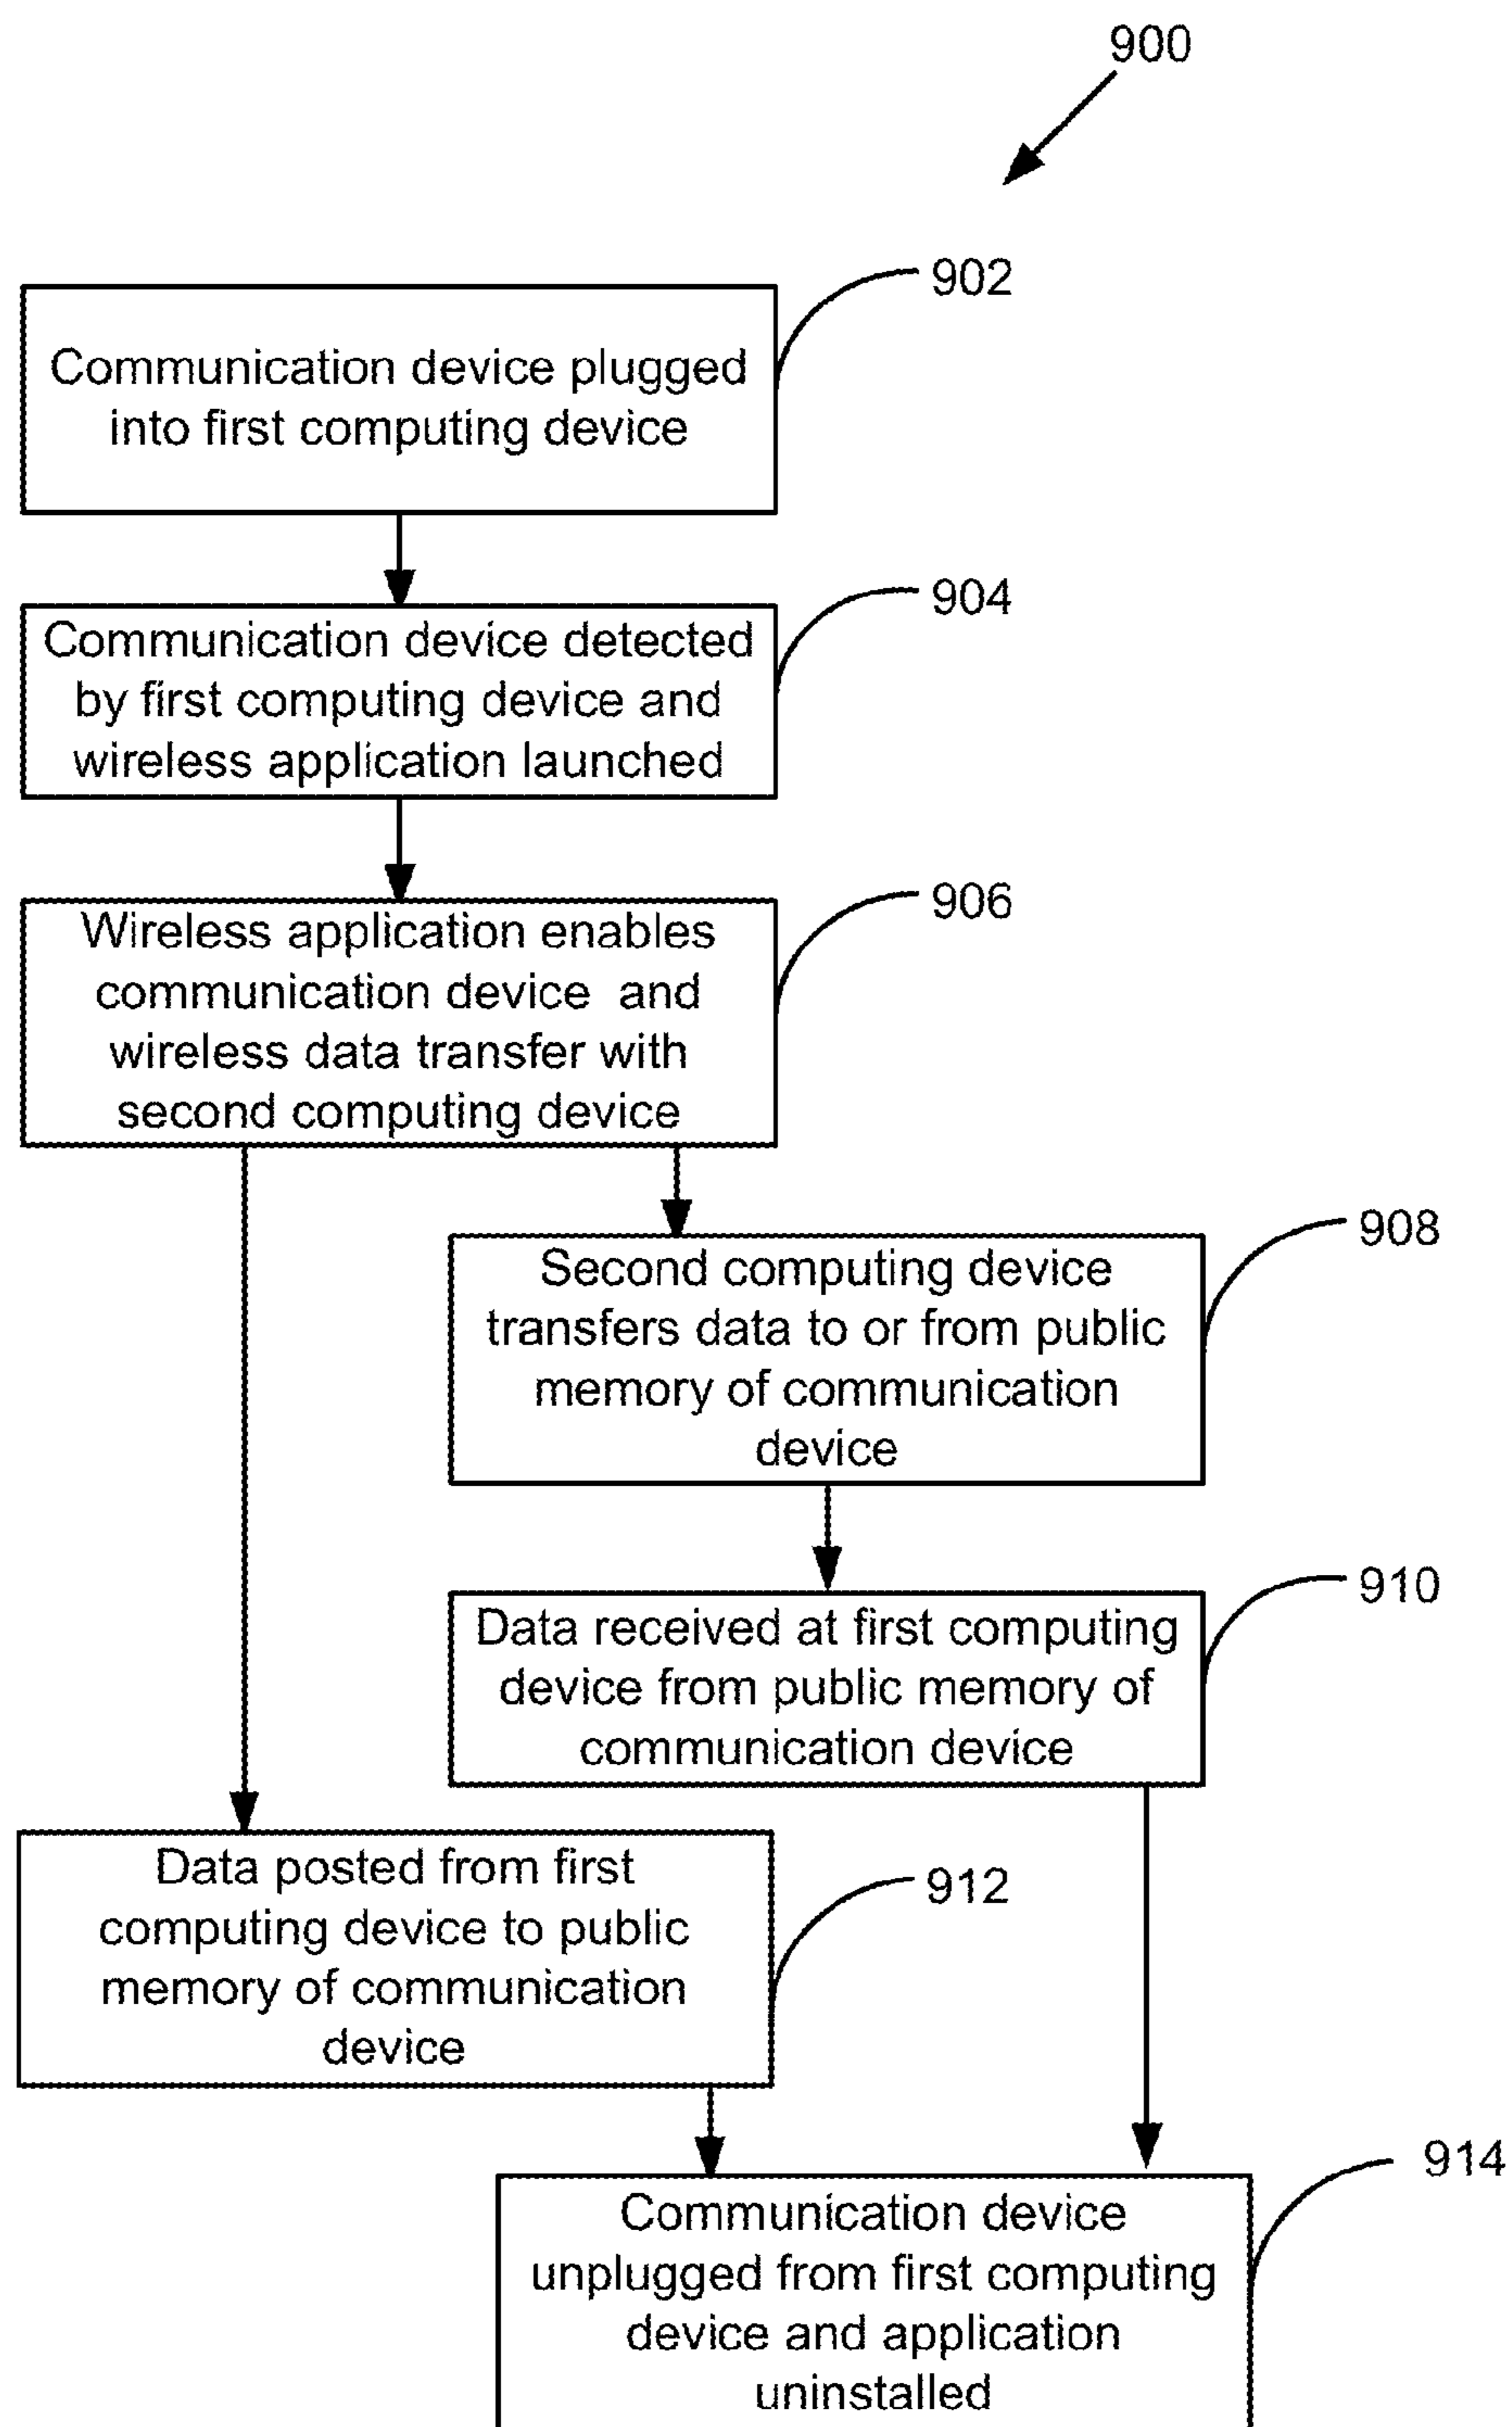 900
902
Communication device plugged
into first computing device
904
Communication device detected
by first computing device and
wireless application launched
906
Wireless application enables
communication device and
wireless data transfer with
second computing device
908
Second computing device
transfers data to or from public
memory of communication
device
910
Data received at first computing
device from public memory of
communication device
912
Data posted from first
computing device to public
memory of communication
device
914
Communication device
unplugged from first computing
device and application
uninstalled